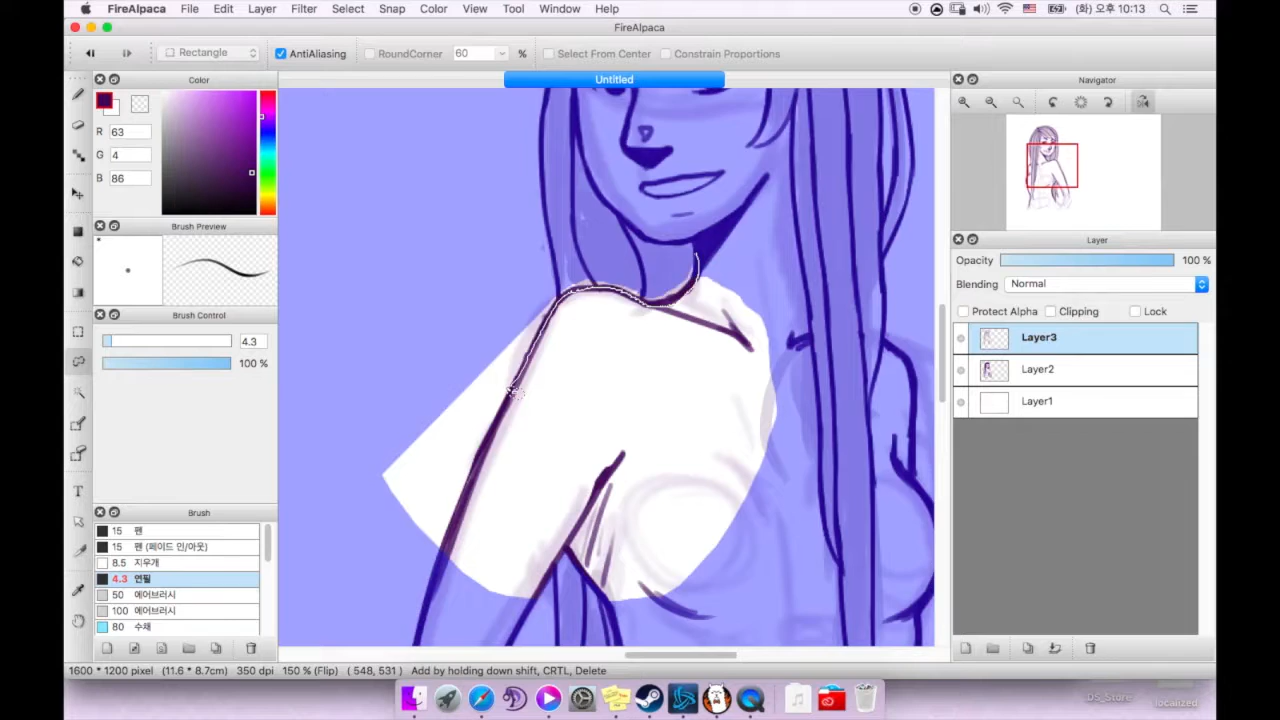 FireAlpaca File Edit Layer Filter Select Snap Color View Tool Window Help (화) 오후 10:13
FireAlpaca
Rectangle AntiAliasing RoundCorner 60 % Select From Center Constrain Proportions
Color
Untitled
Navigator
R 63
G 4
B 86
Brush Preview
Layer
Opacity 100 %
Blending Normal
Protect Alpha Clipping Lock
Brush Control
4.3
100 %
Layer3
Layer2
Layer1
T
Brush
15 펜
15 펜 (페이드 인/아웃)
8.5 지우개
4.3 연필
50 에어브러시
100 에어브러시
80 수채
1600 * 1200 pixel (11.6 * 8.7cm) 350 dpi 150 % (Flip) ( 548, 531) Add by holding down shift, CRTL, Delete
DS_Store
localized